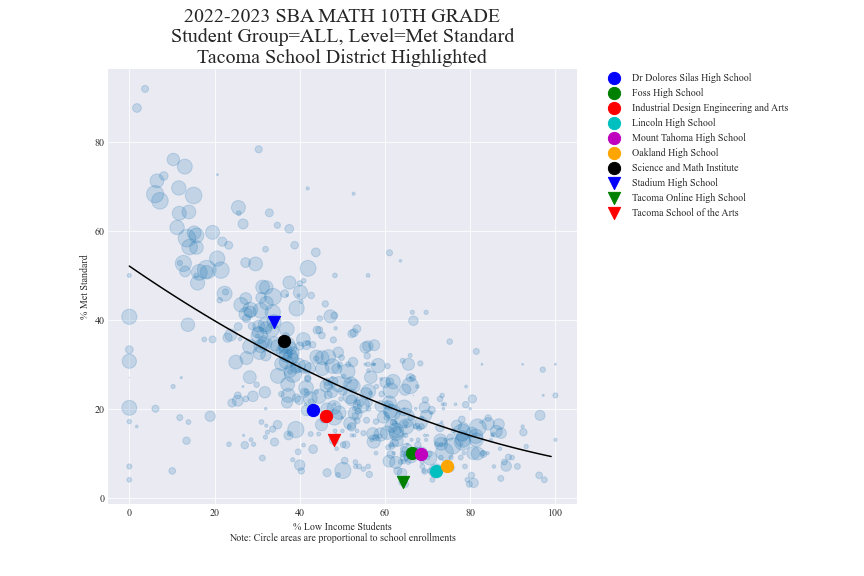 2022-2023 SBA MATH 10TH GRADE
Student Group=ALL, Level=Met Standard
Tacoma School District Highlighted
Dr Dolores Silas High School
Foss High School
Industrial Design Engineering and Arts
Lincoln High School
Mount Tahoma High School
Oakland High School
Science and Math Institute
Stadium High School
Tacoma Online High School
Tacoma School of the Arts
% Met Standard
80
60
40
20
0
0 20 40 60 80 100
% Low Income Students
Note: Circle areas are proportional to school enrollments